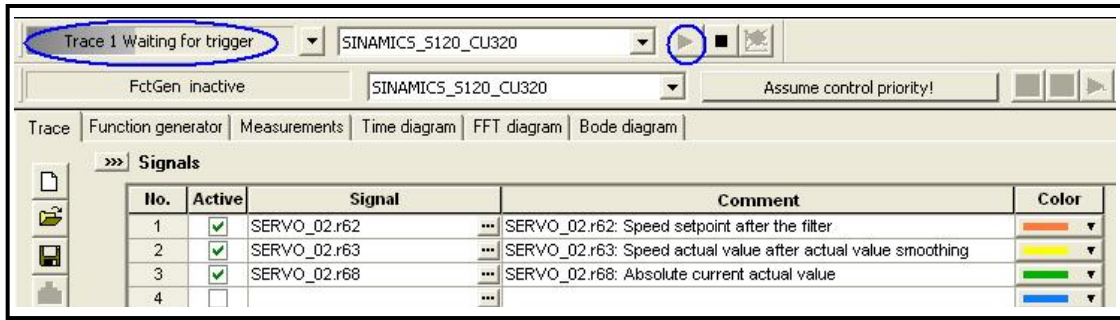 Trace 1 Waiting for trigger SINAMICS_S120_CU320
FctGen inactive SINAMICS_S120_CU320 Assume control priority!
Trace Function generator Measurements Time diagram FFT diagram Bode diagram
>>> Signals
No. Active Signal Comment Color
1 SERVO_02.r62 ... SERVO_02.r62: Speed setpoint after the filter
2 SERVO_02.r63 ... SERVO_02.r63: Speed actual value after actual value smoothing
3 SERVO_02.r68 ... SERVO_02.r68: Absolute current actual value
4 ...